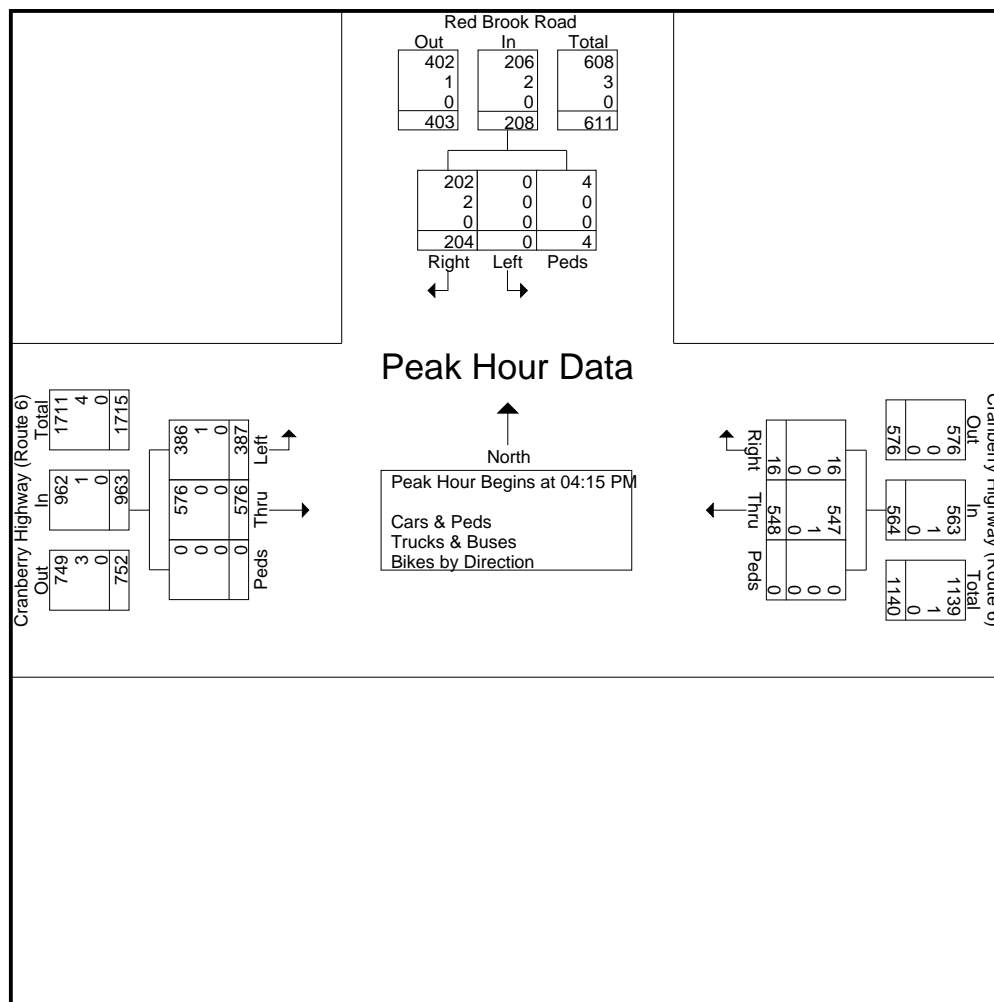 Red Brook Road
Out In Total
402 206 608
1 2 3
0 0 0
403 208 611
202 0 4
2 0 0
0 0 0
204 0 4
Right Left Peds
Peak Hour Data
North
Peak Hour Begins at 04:15 PM
Cars & Peds
Trucks & Buses
Bikes by Direction
Cranberry Highway (Route 6)
Out In Total
749 962 1711
3 1 4
0 0 0
752 963 1715
Peds Thru Left
0 576 386
0 0 1
0 0 0
0 576 387
Cranberry Highway (Route 6)
Out In Total
576 563 1139
0 1 1
0 0 0
576 564 1140
16 547 0
0 1 0
0 0 0
16 548 0
Right Thru Peds